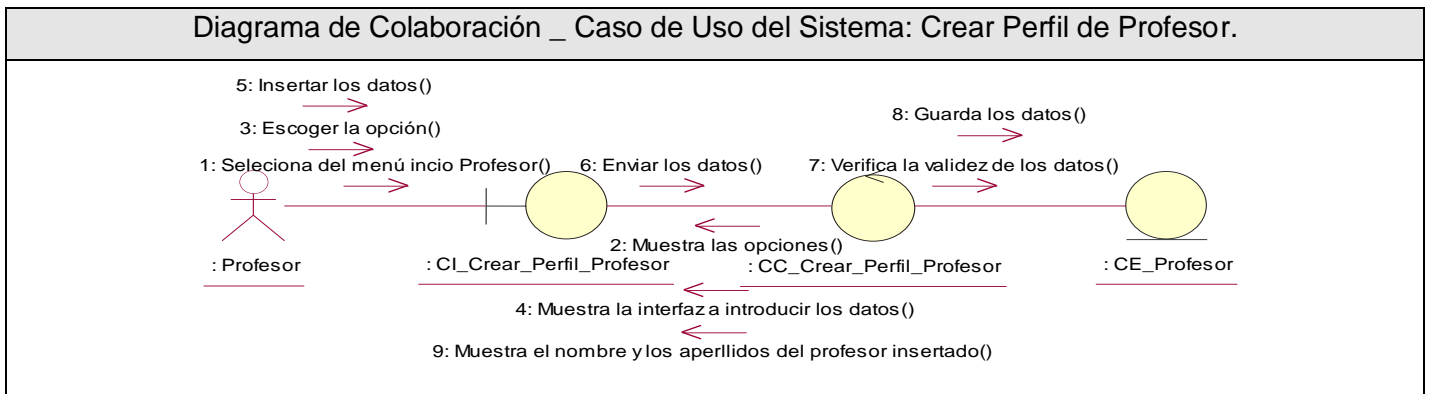 Diagrama de Colaboración _ Caso de Uso del Sistema: Crear Perfil de Profesor.
5: Insertar los datos()
8: Guarda los datos()
3: Escoger la opción()
1: Seleciona del menú incio Profesor()
6: Enviar los datos()
7: Verifica la validez de los datos()
2: Muestra las opciones()
: Profesor
: CI_Crear_Perfil_Profesor
: CC_Crear_Perfil_Profesor
: CE_Profesor
4: Muestra la interfaz a introducir los datos()
9: Muestra el nombre y los aperllidos del profesor insertado()